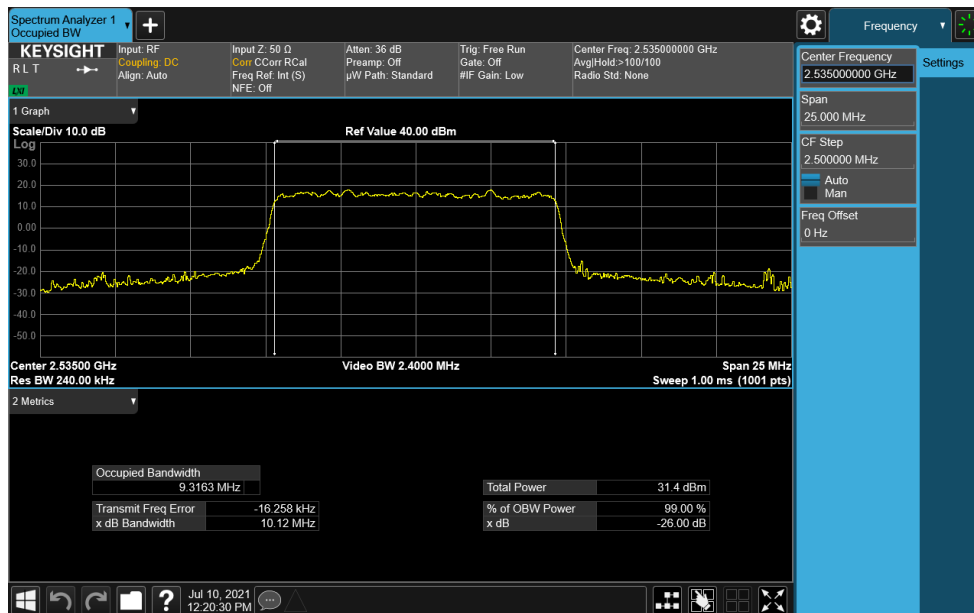 Spectrum Analyzer 1
Occupied BW
Frequency
KEYSIGHT
R L T
LXI
Input: RF
Coupling: DC
Align: Auto
Input Z: 50 Ω
Corr CCorr RCal
Freq Ref: Int (S)
NFE: Off
Atten: 36 dB
Preamp: Off
µW Path: Standard
Trig: Free Run
Gate: Off
#IF Gain: Low
Center Freq: 2.535000000 GHz
Avg|Hold:>100/100
Radio Std: None
Center Frequency
2.535000000 GHz
Settings
Span
25.000 MHz
CF Step
2.500000 MHz
Auto
Man
Freq Offset
0 Hz
1 Graph
Scale/Div 10.0 dB
Ref Value 40.00 dBm
Log
30.0
20.0
10.0
0.00
-10.0
-20.0
-30.0
-40.0
-50.0
Center 2.53500 GHz
Video BW 2.4000 MHz
Span 25 MHz
Res BW 240.00 kHz
Sweep 1.00 ms (1001 pts)
2 Metrics
Occupied Bandwidth
9.3163 MHz
Total Power 31.4 dBm
Transmit Freq Error -16.258 kHz
% of OBW Power 99.00 %
x dB Bandwidth 10.12 MHz
x dB -26.00 dB
Jul 10, 2021
12:20:30 PM